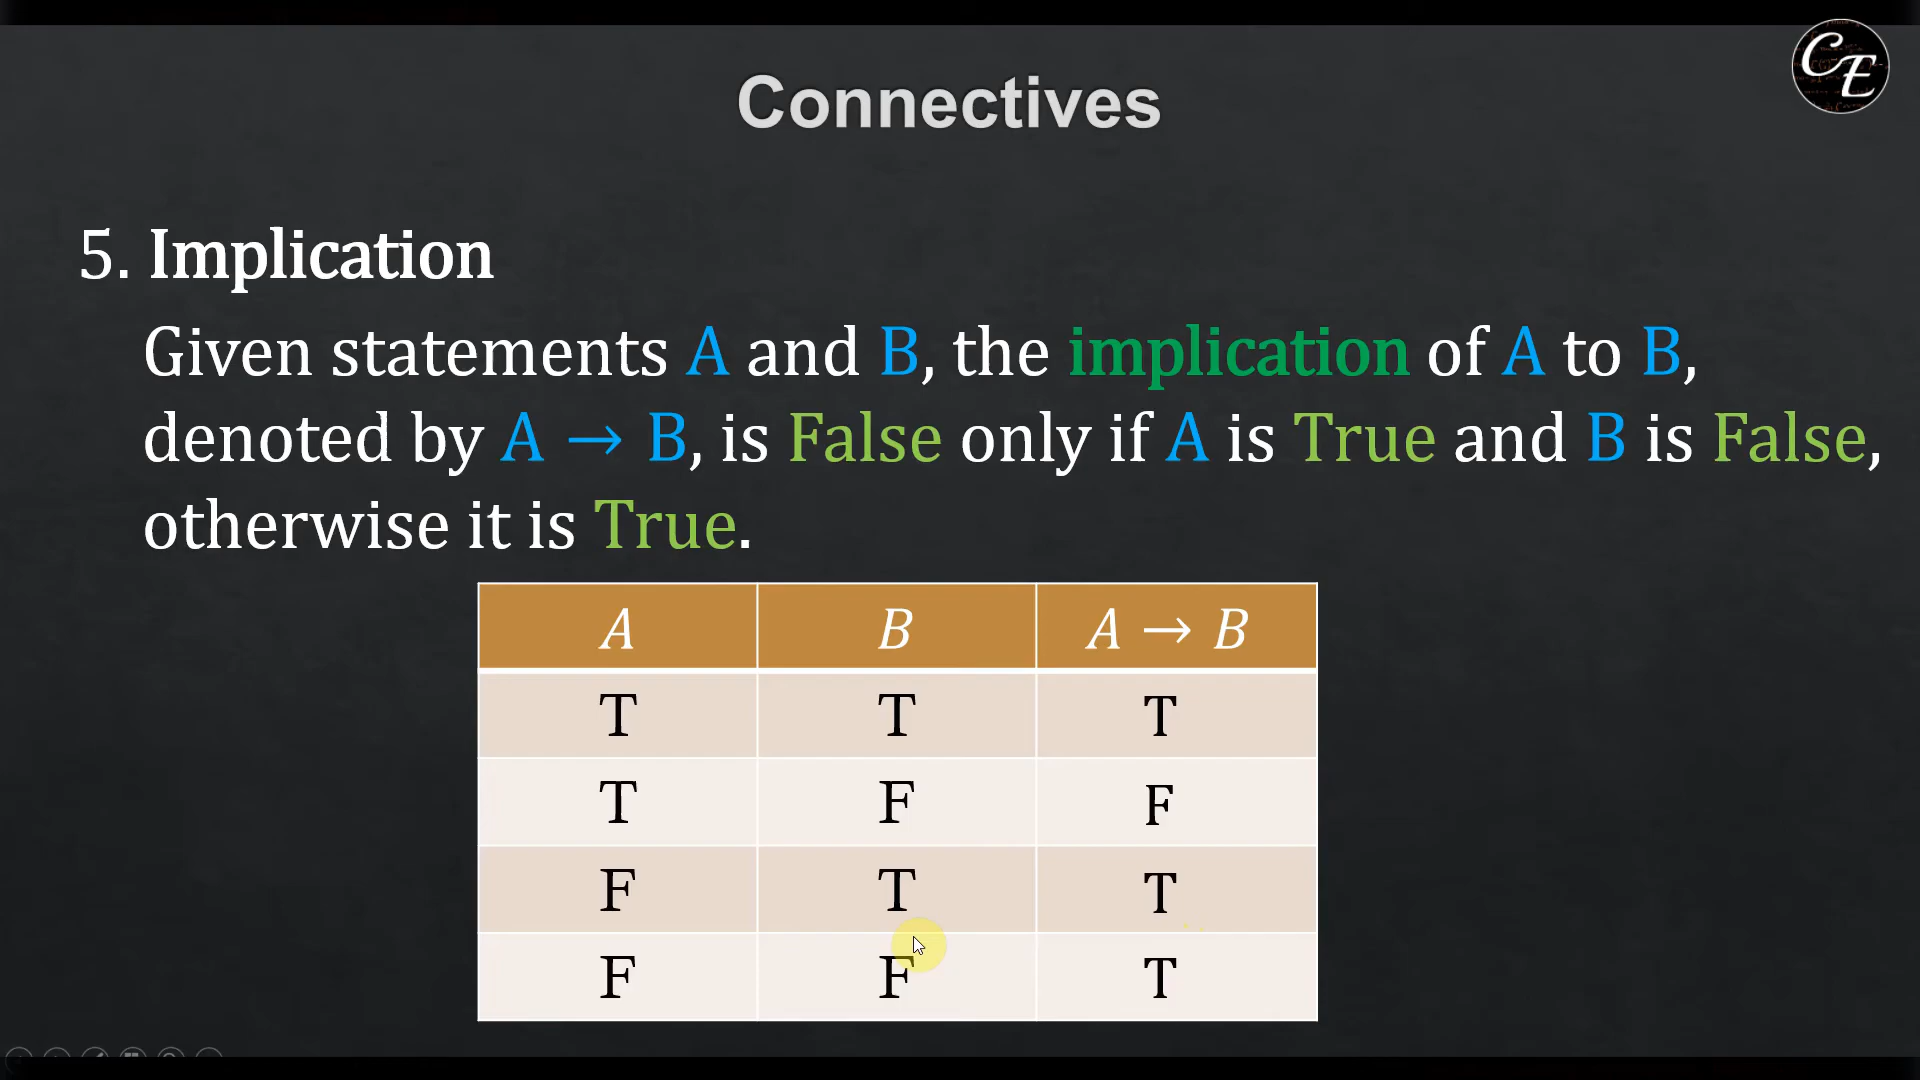 CE
Connectives
5. Implication
Given statements A and B, the implication of A to B,
denoted by A → B, is False only if A is True and B is False,
otherwise it is True.
A B A → B
T T T
T F F
F T T
F F T